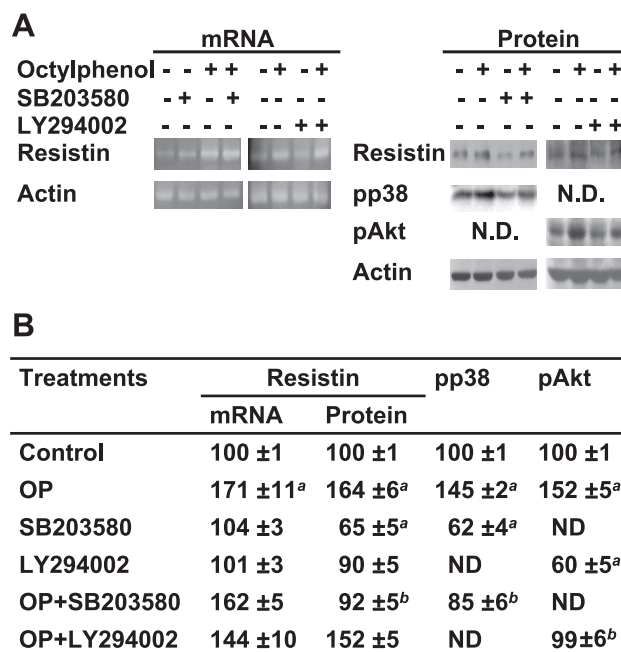 A
mRNA Protein
Octylphenol - - + + - + - + - + - + - + - +
SB203580 - + - + - - - - - - + + - - - -
LY294002 - - - - - - + + - - - - - - + +
Resistin Resistin
Actin pp38 N.D.
pAkt N.D.
Actin
B
Treatments Resistin pp38 pAkt
mRNA Protein
Control 100 ±1 100 ±1 100 ±1 100 ±1
OP 171 ±11a 164 ±6a 145 ±2a 152 ±5a
SB203580 104 ±3 65 ±5a 62 ±4a ND
LY294002 101 ±3 90 ±5 ND 60 ±5a
OP+SB203580 162 ±5 92 ±5b 85 ±6b ND
OP+LY294002 144 ±10 152 ±5 ND 99±6b